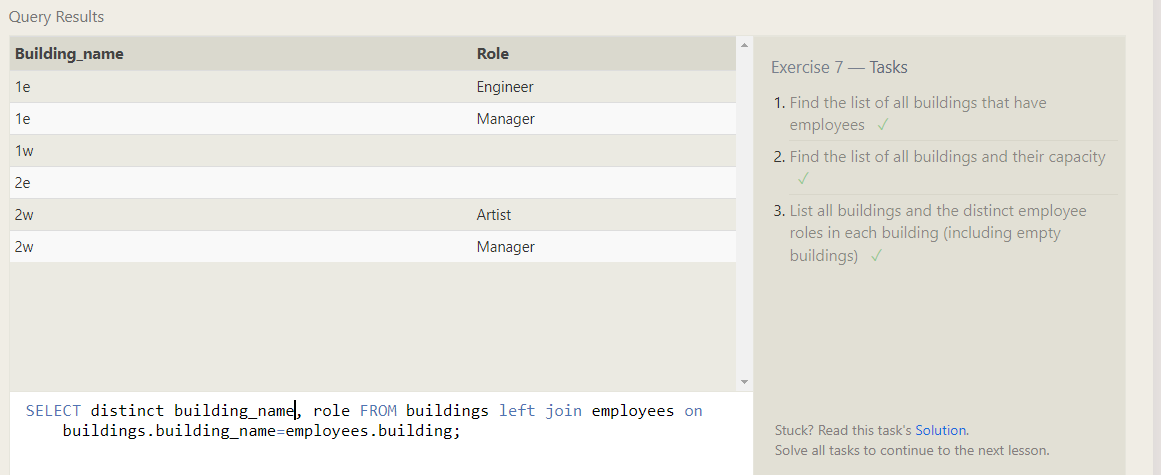 Query Results
Building_name Role
1e Engineer
1e Manager
1w
2e
2w Artist
2w Manager
SELECT distinct building_name, role FROM buildings left join employees on
buildings.building_name=employees.building;
Exercise 7 — Tasks
1. Find the list of all buildings that have
employees ✓
2. Find the list of all buildings and their capacity
✓
3. List all buildings and the distinct employee
roles in each building (including empty
buildings) ✓
Stuck? Read this task's Solution.
Solve all tasks to continue to the next lesson.